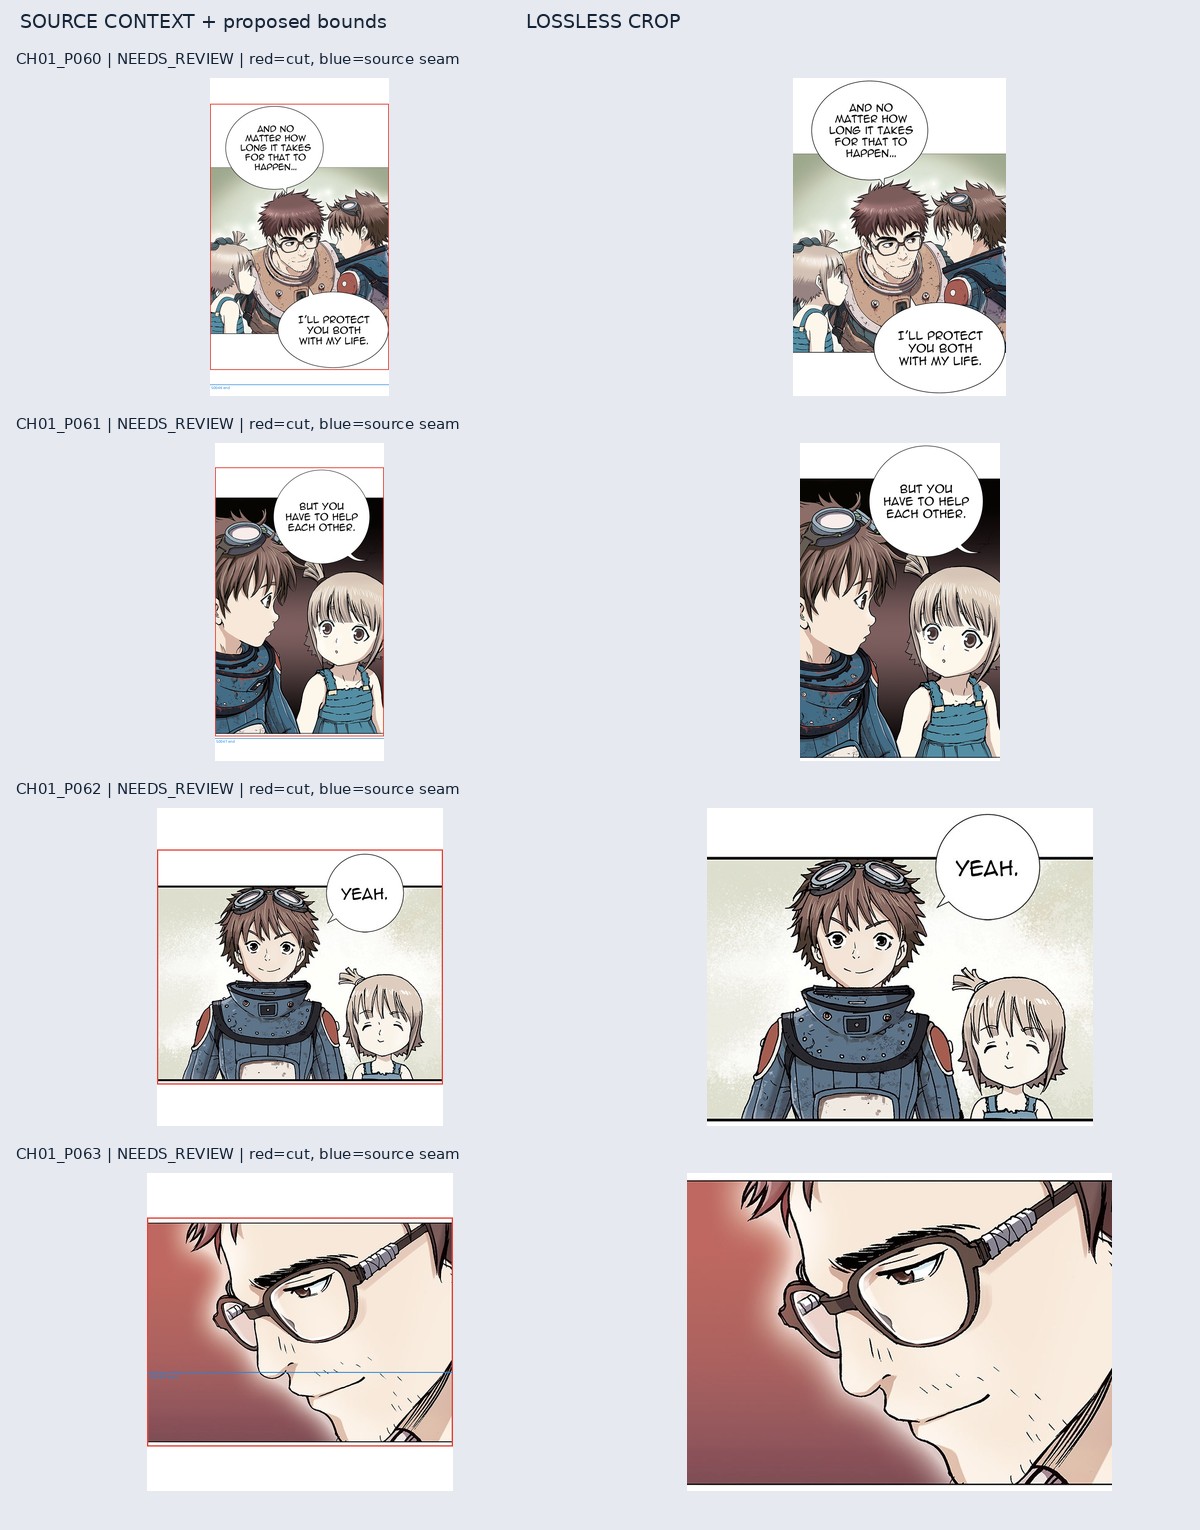 SOURCE CONTEXT + proposed bounds
LOSSLESS CROP
CH01_P060 | NEEDS_REVIEW | red=cut, blue=source seam
AND NO
MATTER HOW
LONG IT TAKES
FOR THAT TO
HAPPEN...
I'LL PROTECT
YOU BOTH
WITH MY LIFE.
AND NO
MATTER HOW
LONG IT TAKES
FOR THAT TO
HAPPEN...
I'LL PROTECT
YOU BOTH
WITH MY LIFE.
CH01_P061 | NEEDS_REVIEW | red=cut, blue=source seam
BUT YOU
HAVE TO HELP
EACH OTHER.
BUT YOU
HAVE TO HELP
EACH OTHER.
CH01_P062 | NEEDS_REVIEW | red=cut, blue=source seam
YEAH.
YEAH.
CH01_P063 | NEEDS_REVIEW | red=cut, blue=source seam